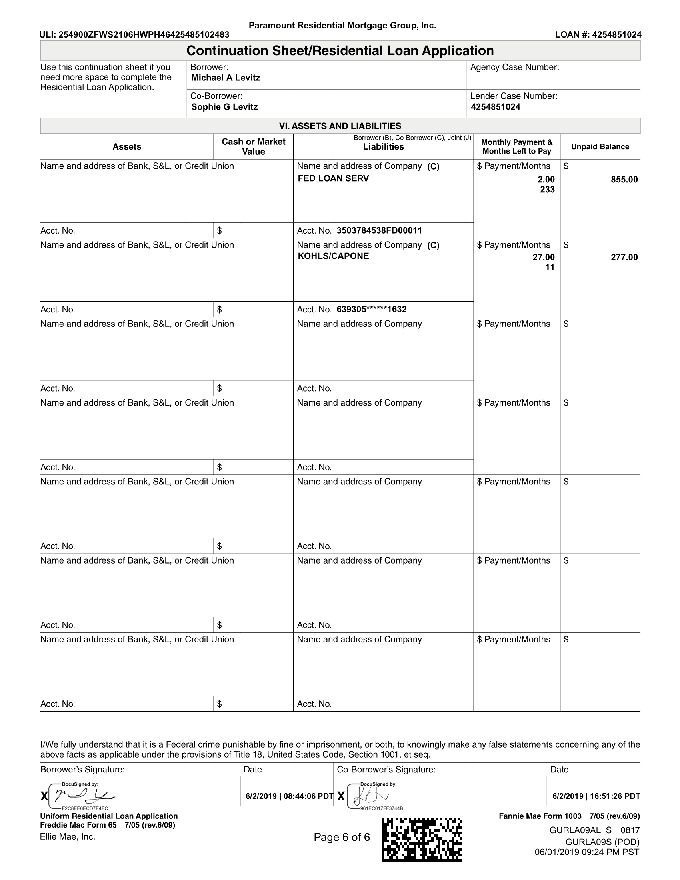 Paramount Residential Mortgage Group, Inc.
ULI: 254900ZFWS2106HWPH46425485102483 LOAN #: 4254851024
Continuation Sheet/Residential Loan Application
Use this continuation sheet if you need more space to complete the Residential Loan Application.
Borrower:
Michael A Levitz
Agency Case Number:
Co-Borrower:
Sophie G Levitz
Lender Case Number:
4254851024
VI. ASSETS AND LIABILITIES
Borrower (B), Co Borrower (C), Joint (J)
Assets Cash or Market Value Liabilities Monthly Payment & Months Left to Pay Unpaid Balance
Name and address of Bank, S&L, or Credit Union Name and address of Company (C) $ Payment/Months $
FED LOAN SERV 2.00 855.00
233
Acct. No. $ Acct. No. 3503784538FD00011
Name and address of Bank, S&L, or Credit Union Name and address of Company (C) $ Payment/Months $
KOHLS/CAPONE 27.00 277.00
11
Acct. No. $ Acct. No. 639305******1632
Name and address of Bank, S&L, or Credit Union Name and address of Company $ Payment/Months $
Acct. No. $ Acct. No.
Name and address of Bank, S&L, or Credit Union Name and address of Company $ Payment/Months $
Acct. No. $ Acct. No.
Name and address of Bank, S&L, or Credit Union Name and address of Company $ Payment/Months $
Acct. No. $ Acct. No.
Name and address of Bank, S&L, or Credit Union Name and address of Company $ Payment/Months $
Acct. No. $ Acct. No.
Name and address of Bank, S&L, or Credit Union Name and address of Company $ Payment/Months $
Acct. No. $ Acct. No.
I/We fully understand that it is a Federal crime punishable by fine or imprisonment, or both, to knowingly make any false statements concerning any of the
above facts as applicable under the provisions of Title 18, United States Code, Section 1001, et seq.
Borrower's Signature: Date Co-Borrower's Signature: Date
DocuSigned by: DocuSigned by
X 6/2/2019 | 08:44:06 PDT X 6/2/2019 | 16:51:26 PDT
Uniform Residential Loan Application Fannie Mae Form 1003 7/05 (rev.6/09)
Freddie Mac Form 65 7/05 (rev.6/09)
Ellie Mae, Inc. Page 6 of 6 GURLA09AL S 0817
GURLA09S (POD)
06/01/2019 09:24 PM PST